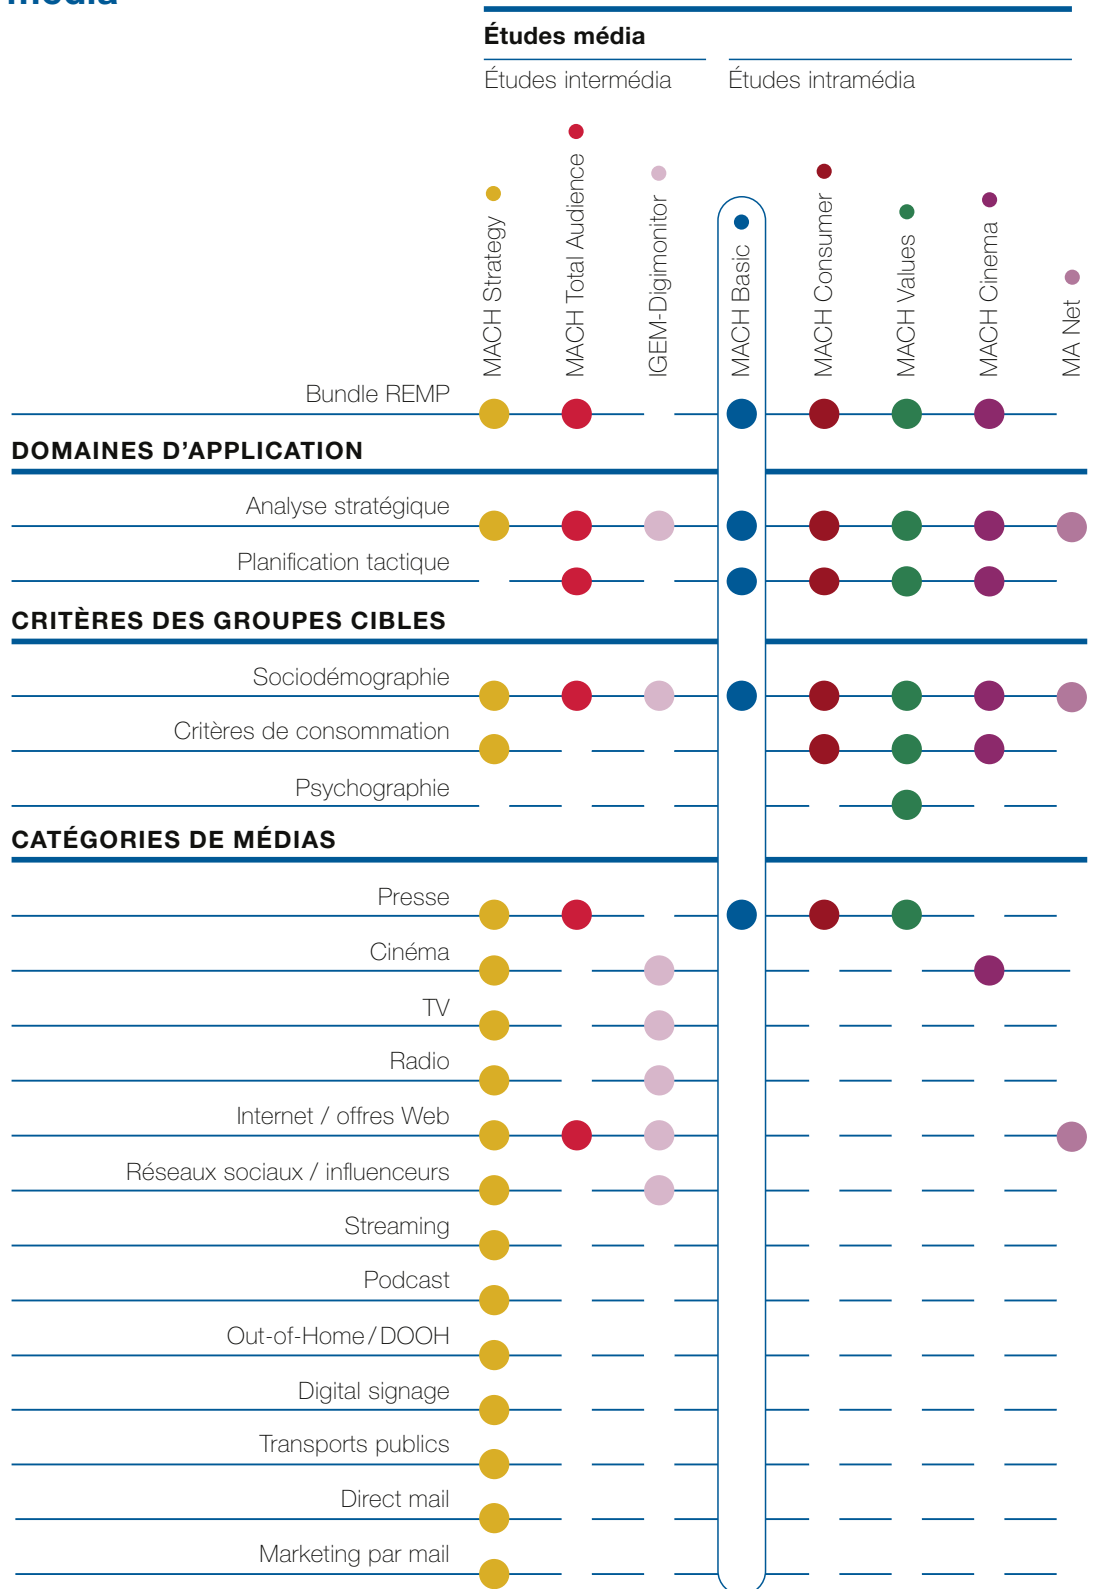 média
Études média
Études intermédia
Études intramédia
MACH Strategy
MACH Total Audience
IGEM-Digimonitor
MACH Basic
MACH Consumer
MACH Values
MACH Cinema
MA Net
Bundle REMP
DOMAINES D’APPLICATION
Analyse stratégique
Planification tactique
CRITÈRES DES GROUPES CIBLES
Sociodémographie
Critères de consommation
Psychographie
CATÉGORIES DE MÉDIAS
Presse
Cinéma
TV
Radio
Internet / offres Web
Réseaux sociaux / influenceurs
Streaming
Podcast
Out-of-Home / DOOH
Digital signage
Transports publics
Direct mail
Marketing par mail